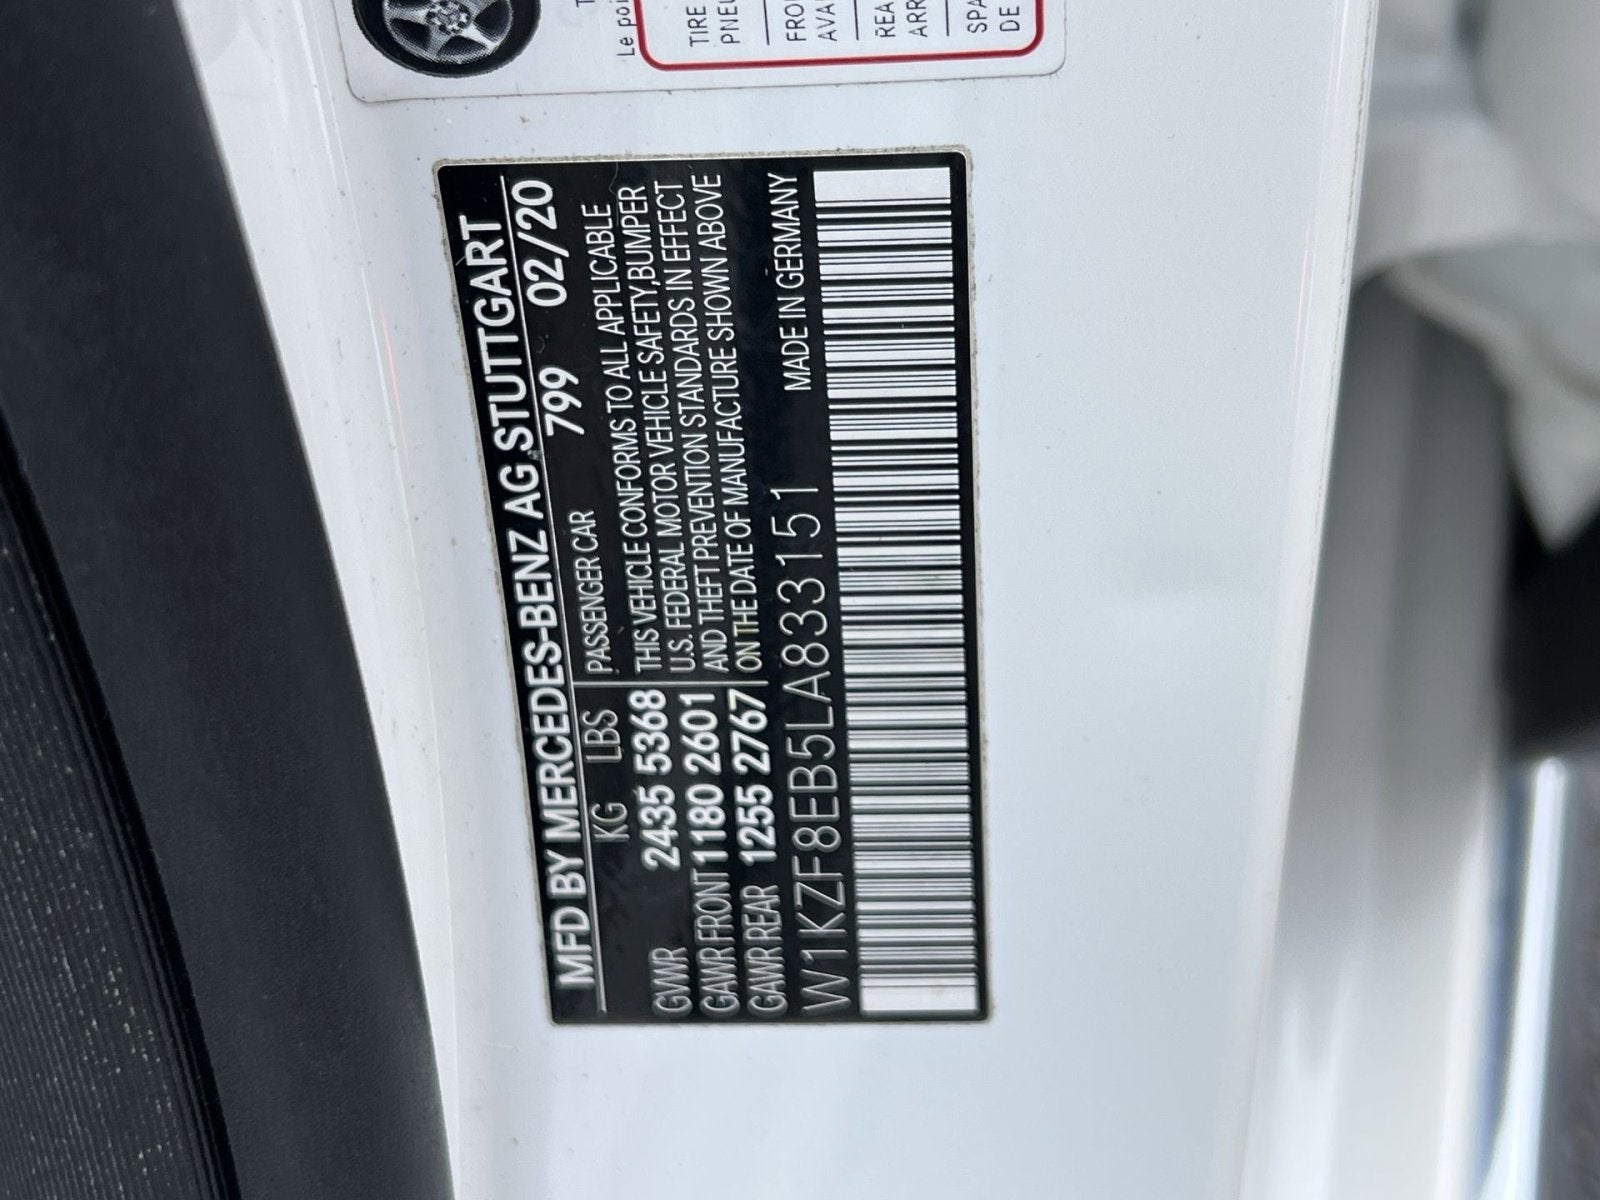 MFD BY MERCEDES-BENZ AG STUTTGART
KG LBS PASSENGER CAR 799 02/20
GVWR 2435 5368
GAWR FRONT 1180 2601
GAWR REAR 1255 2767
THIS VEHICLE CONFORMS TO ALL APPLICABLE
U.S. FEDERAL MOTOR VEHICLE SAFETY,BUMPER
AND THEFT PREVENTION STANDARDS IN EFFECT
ON THE DATE OF MANUFACTURE SHOWN ABOVE
MADE IN GERMANY
W1KZF8EB5LA833151
Le
TIRE